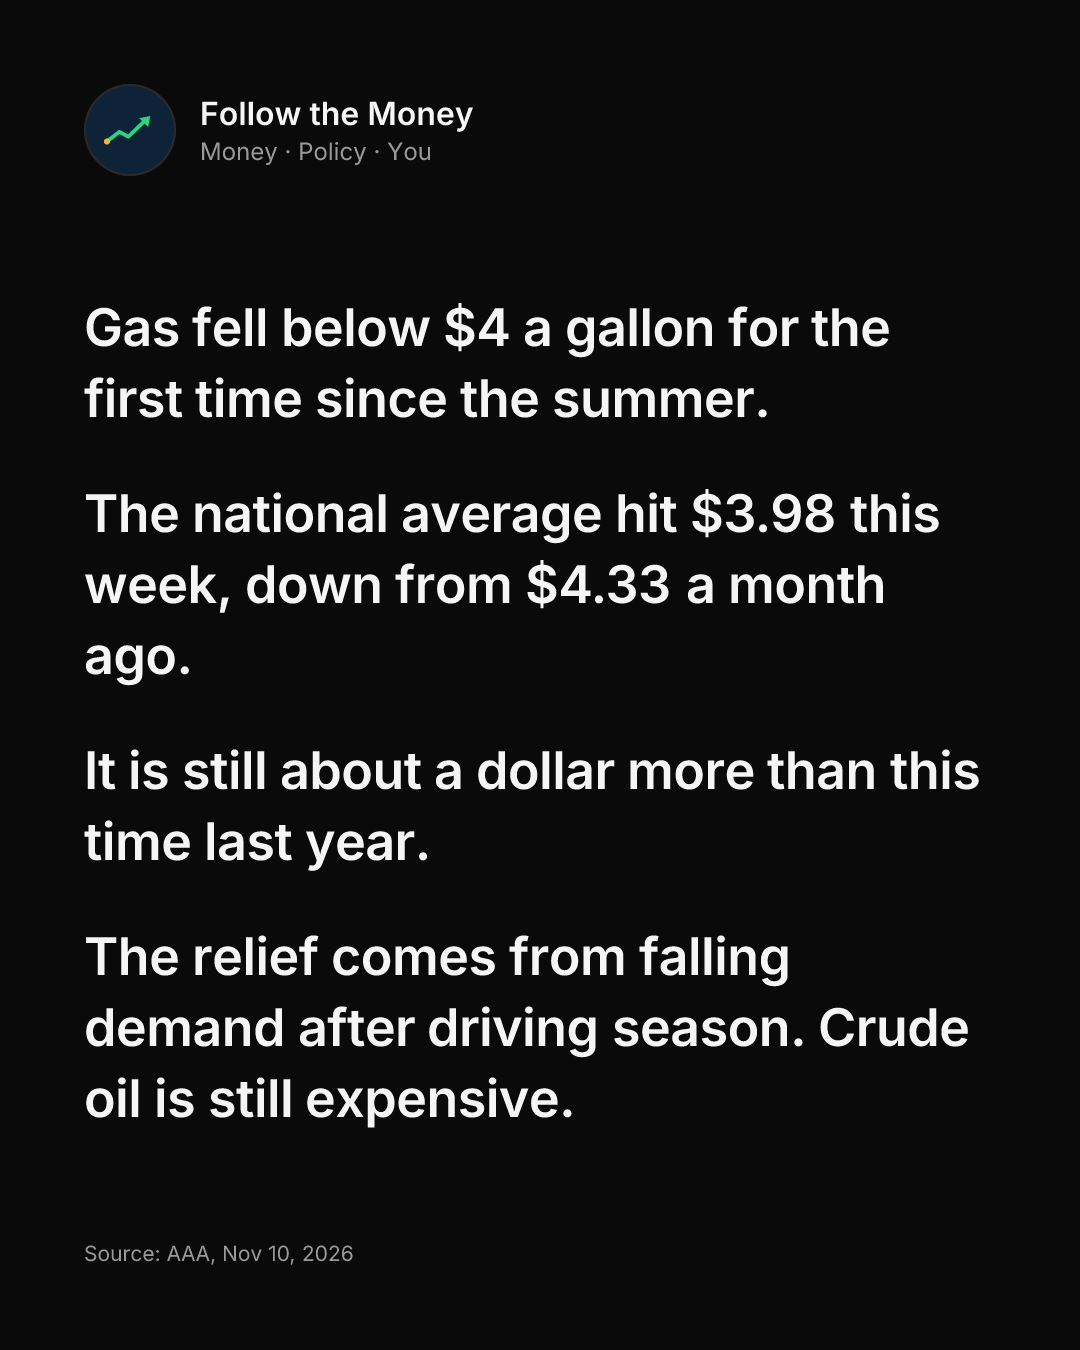 Follow the Money
Money · Policy · You
Gas fell below $4 a gallon for the
first time since the summer.
The national average hit $3.98 this
week, down from $4.33 a month
ago.
It is still about a dollar more than this
time last year.
The relief comes from falling
demand after driving season. Crude
oil is still expensive.
Source: AAA, Nov 10, 2026